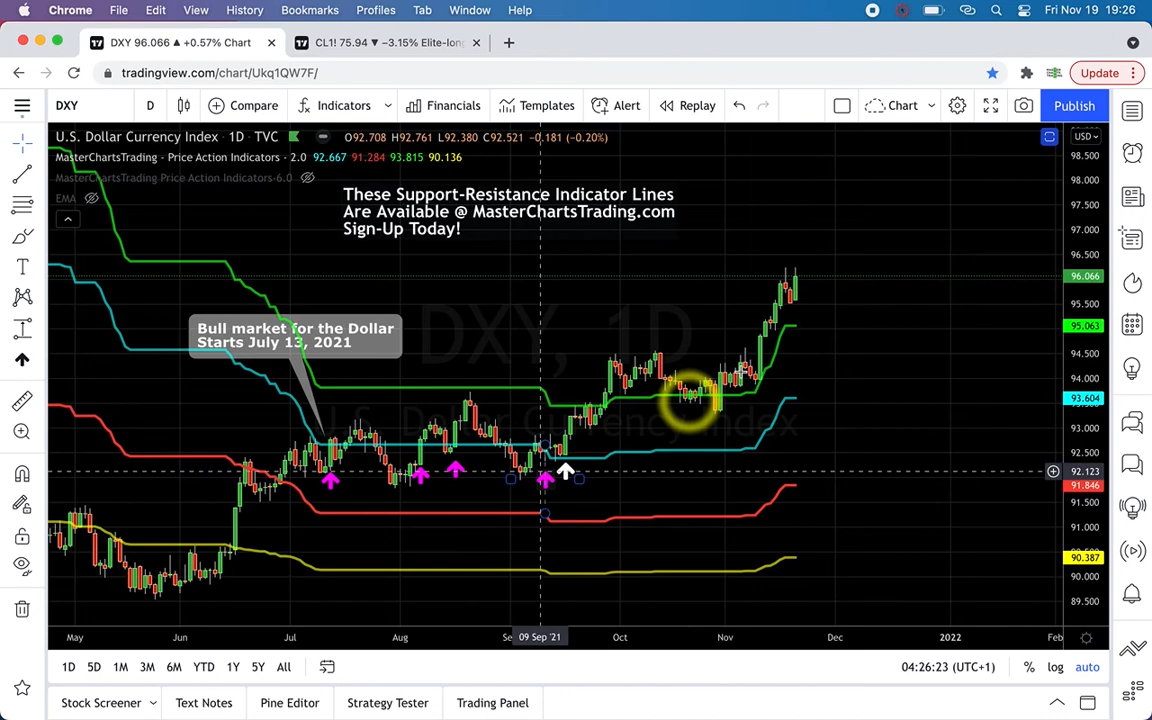 Chrome File Edit View History Bookmarks Profiles Tab Window Help Fri Nov 19 19:26
DXY 96.066 ▲ +0.57% Chart CL1! 75.94 ▼ −3.15% Elite-long
tradingview.com/chart/Ukq1QW7F/ Update
DXY D Compare Indicators Financials Templates Alert Replay Chart Publish
U.S. Dollar Currency Index · 1D · TVC O92.708 H92.761 L92.380 C92.521 −0.181 (−0.20%) USD
MasterChartsTrading - Price Action Indicators - 2.0 92.667 91.284 93.815 90.136
MasterChartsTrading Price Action Indicators-6.0
EMA
These Support-Resistance Indicator Lines
Are Available @ MasterChartsTrading.com
Sign-Up Today!
Bull market for the Dollar
Starts July 13, 2021
DXY, 1D
U.S. Dollar Currency Index
98.500
98.000
97.500
97.000
96.500
96.066
95.500
95.063
94.500
94.000
93.604
93.000
92.500
92.123
91.846
91.500
91.000
90.387
90.000
89.500
May Jun Jul Aug 09 Sep '21 Oct Nov Dec 2022 Feb
1D 5D 1M 3M 6M YTD 1Y 5Y All 04:26:23 (UTC+1) % log auto
Stock Screener Text Notes Pine Editor Strategy Tester Trading Panel